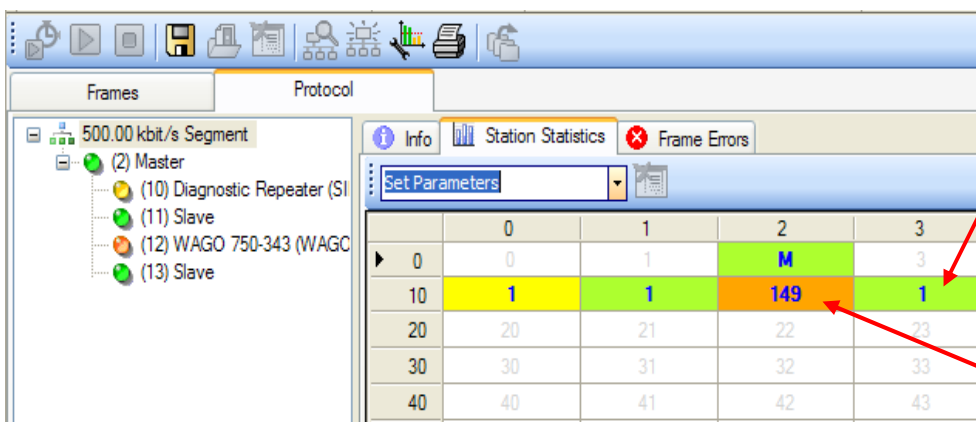 Frames Protocol
500.00 kbit/s Segment
(2) Master
(10) Diagnostic Repeater (SI
(11) Slave
(12) WAGO 750-343 (WAGO
(13) Slave
Info Station Statistics Frame Errors
Set Parameters
0 1 2 3
0 0 1 M 3
10 1 1 149 1
20 20 21 22 23
30 30 31 32 33
40 40 41 42 43